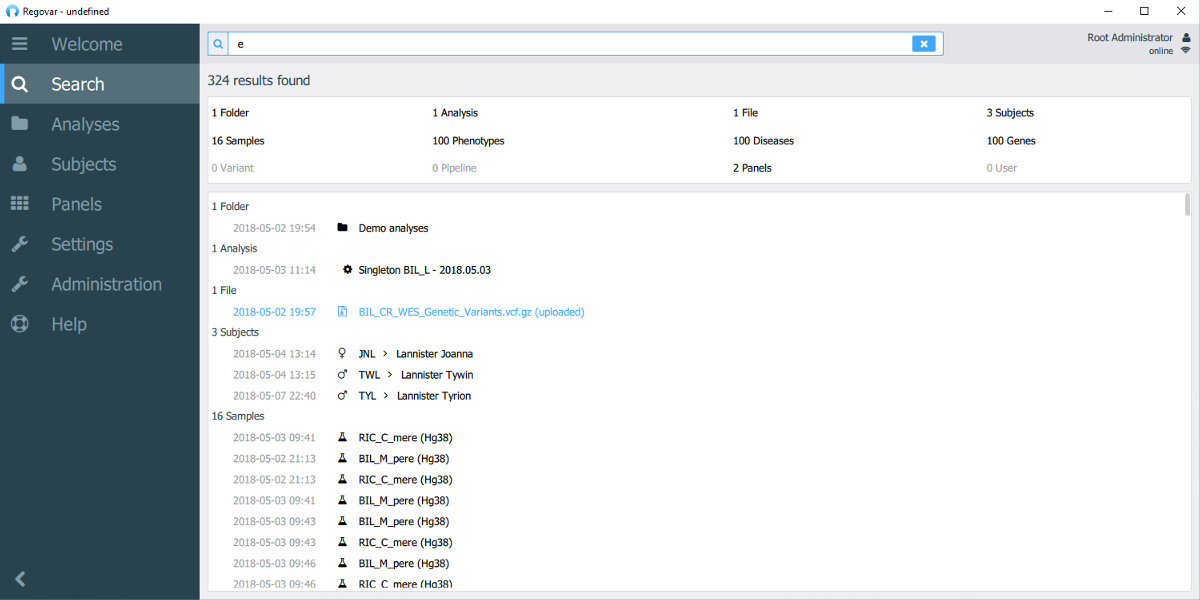 Regovar - undefined
Welcome
Search
Analyses
Subjects
Panels
Settings
Administration
Help
e
Root Administrator
online
324 results found
1 Folder 1 Analysis 1 File 3 Subjects
16 Samples 100 Phenotypes 100 Diseases 100 Genes
0 Variant 0 Pipeline 2 Panels 0 User
1 Folder
2018-05-02 19:54 Demo analyses
1 Analysis
2018-05-03 11:14 Singleton BIL_L - 2018.05.03
1 File
2018-05-02 19:57 BIL_CR_WES_Genetic_Variants.vcf.gz (uploaded)
3 Subjects
2018-05-04 13:14 ♀ JNL > Lannister Joanna
2018-05-04 13:15 ♂ TWL > Lannister Tywin
2018-05-07 22:40 ♂ TYL > Lannister Tyrion
16 Samples
2018-05-03 09:41 RIC_C_mere (Hg38)
2018-05-02 21:13 BIL_M_pere (Hg38)
2018-05-02 21:13 RIC_C_mere (Hg38)
2018-05-03 09:41 BIL_M_pere (Hg38)
2018-05-03 09:43 BIL_M_pere (Hg38)
2018-05-03 09:43 RIC_C_mere (Hg38)
2018-05-03 09:46 BIL_M_pere (Hg38)
2018-05-03 09:46 RIC_C_mere (Hg38)